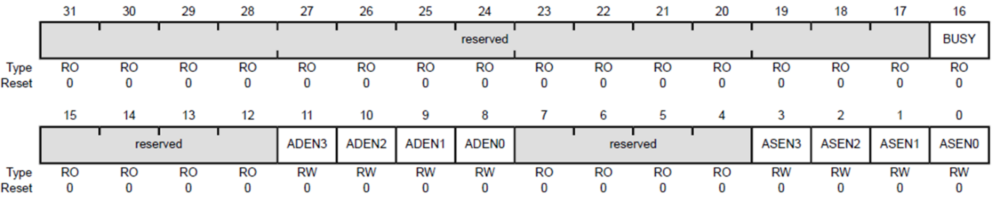 31 30 29 28 27 26 25 24 23 22 21 20 19 18 17 16
reserved BUSY
Type RO RO RO RO RO RO RO RO RO RO RO RO RO RO RO RO
Reset 0 0 0 0 0 0 0 0 0 0 0 0 0 0 0 0
15 14 13 12 11 10 9 8 7 6 5 4 3 2 1 0
reserved ADEN3 ADEN2 ADEN1 ADEN0 reserved ASEN3 ASEN2 ASEN1 ASEN0
Type RO RO RO RO RW RW RW RW RO RO RO RO RW RW RW RW
Reset 0 0 0 0 0 0 0 0 0 0 0 0 0 0 0 0